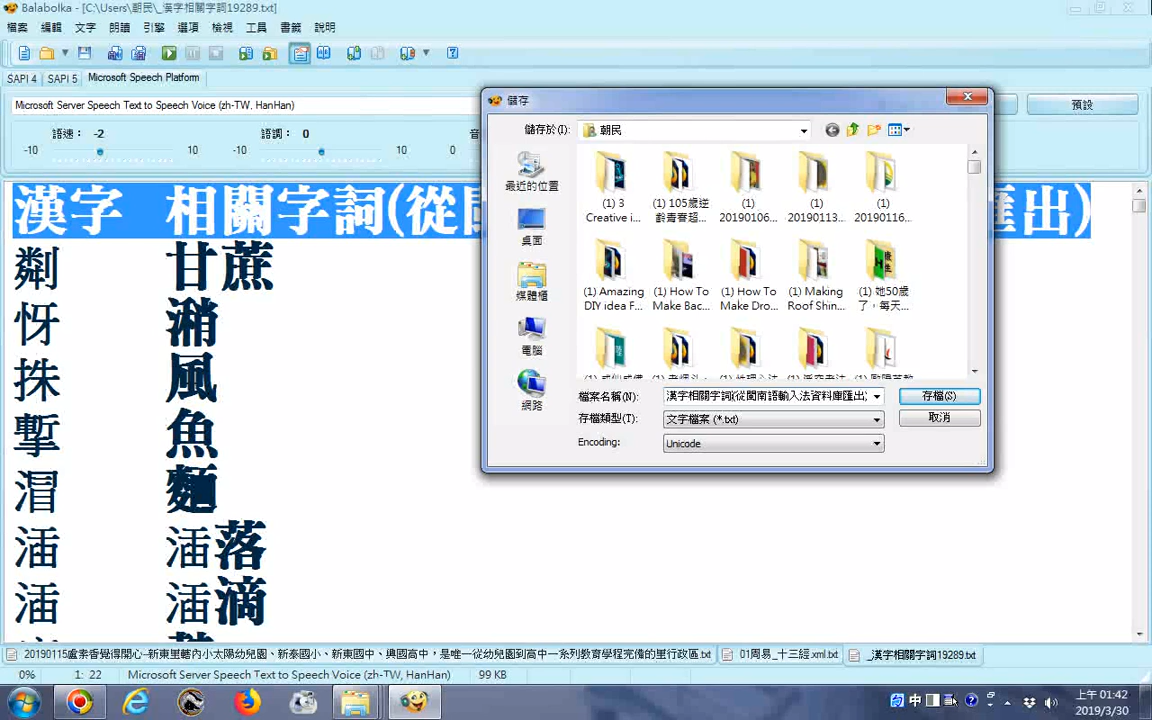 Balabolka - [C:\Users\朝民\_漢字相關字詞19289.txt]
檔案 編輯 文字 朗讀 引擎 選項 檢視 工具 書籤 說明
SAPI 4 SAPI 5 Microsoft Speech Platform
Microsoft Server Speech Text to Speech Voice (zh-TW, HanHan)
預設
語速： -2 語調： 0 音
-10 10 -10 10 0
漢字 相關字詞(從 匯出)
甘蔗
伢 瀟
抹 風
魚
麵
洦落
洦滴
儲存
儲存於(I): 朝民
最近的位置
桌面
媒體櫃
電腦
網路
(1) 3 Creative i...
(1) 105歲逆齡青春超...
(1) 20190106...
(1) 20190113...
(1) 20190116...
(1) Amazing DIY idea F...
(1) How To Make Bac...
(1) How To Make Dro...
(1) Making Roof Shin...
(1) 她50歲了，每天...
檔案名稱(N): 漢字相關字詞(從閩南語輸入法資料庫匯出)
存檔(S)
存檔類型(T): 文字檔案 (*.txt)
取消
Encoding: Unicode
20190115盧素香覺得開心--新東里轄內小太陽幼兒園、新泰國小、新東國中、興國高中，是唯一從幼兒園到高中一系列教育學程完備的里行政區.txt
01周易_十三經.xml.txt
_漢字相關字詞19289.txt
0% 1: 22 Microsoft Server Speech Text to Speech Voice (zh-TW, HanHan) 99 KB
中
上午 01:42
2019/3/30